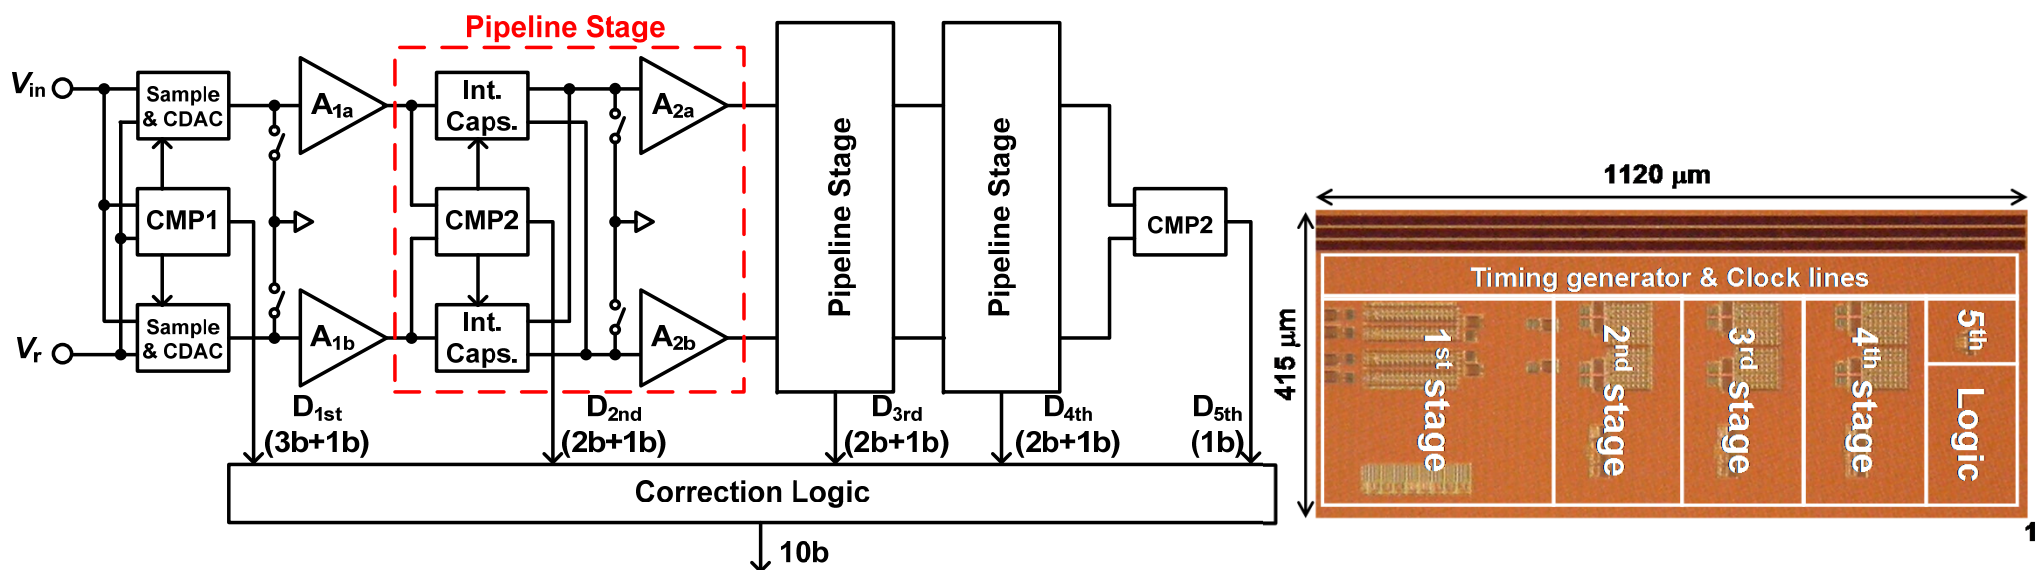 Pipeline Stage
Vin
Sample
& CDAC
A1a
Int.
Caps.
A2a
CMP1
CMP2
Pipeline Stage
Pipeline Stage
CMP2
Vr
Sample
& CDAC
A1b
Int.
Caps.
A2b
D1st
(3b+1b)
D2nd
(2b+1b)
D3rd
(2b+1b)
D4th
(2b+1b)
D5th
(1b)
Correction Logic
10b
1120 μm
415 μm
Timing generator & Clock lines
1st stage
2nd stage
3rd stage
4th stage
5th
Logic
1